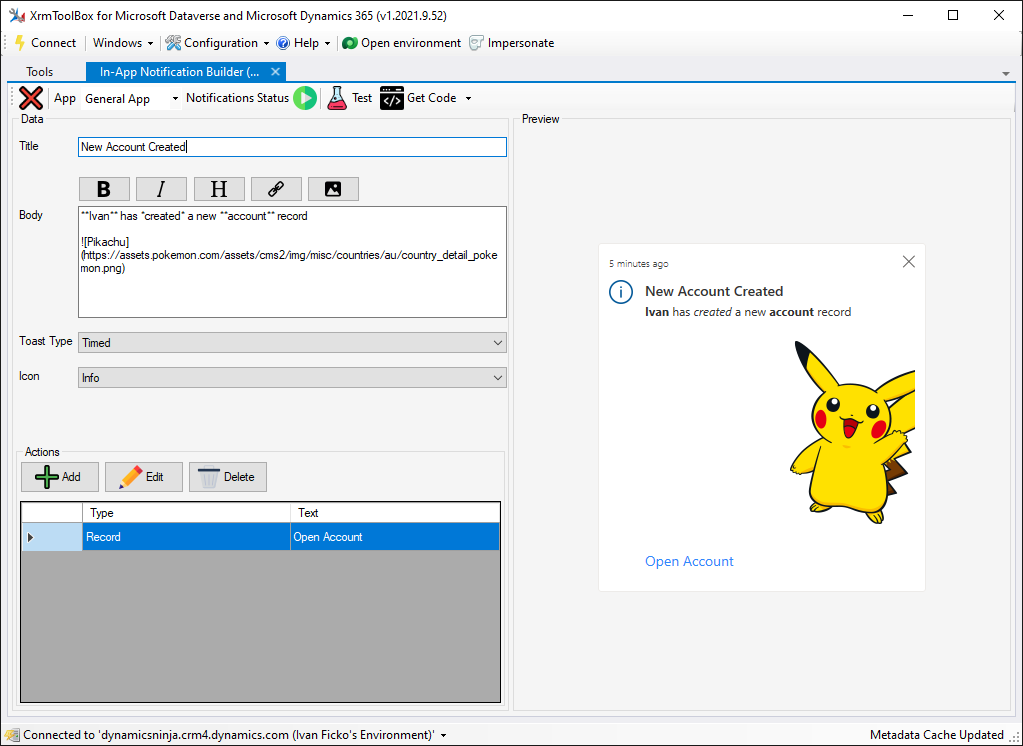 XrmToolBox for Microsoft Dataverse and Microsoft Dynamics 365 (v1.2021.9.52)
Connect Windows Configuration Help Open environment Impersonate
Tools In-App Notification Builder (...
App General App Notifications Status Test Get Code
Data
Title New Account Created
B I H
Body **Ivan** has *created* a new **account** record
![Pikachu]
(https://assets.pokemon.com/assets/cms2/img/misc/countries/au/country_detail_poke
mon.png)
Toast Type Timed
Icon Info
Actions
Add Edit Delete
Type Text
Record Open Account
Preview
5 minutes ago
New Account Created
Ivan has created a new account record
Open Account
Connected to 'dynamicsninja.crm4.dynamics.com (Ivan Ficko's Environment)' Metadata Cache Updated